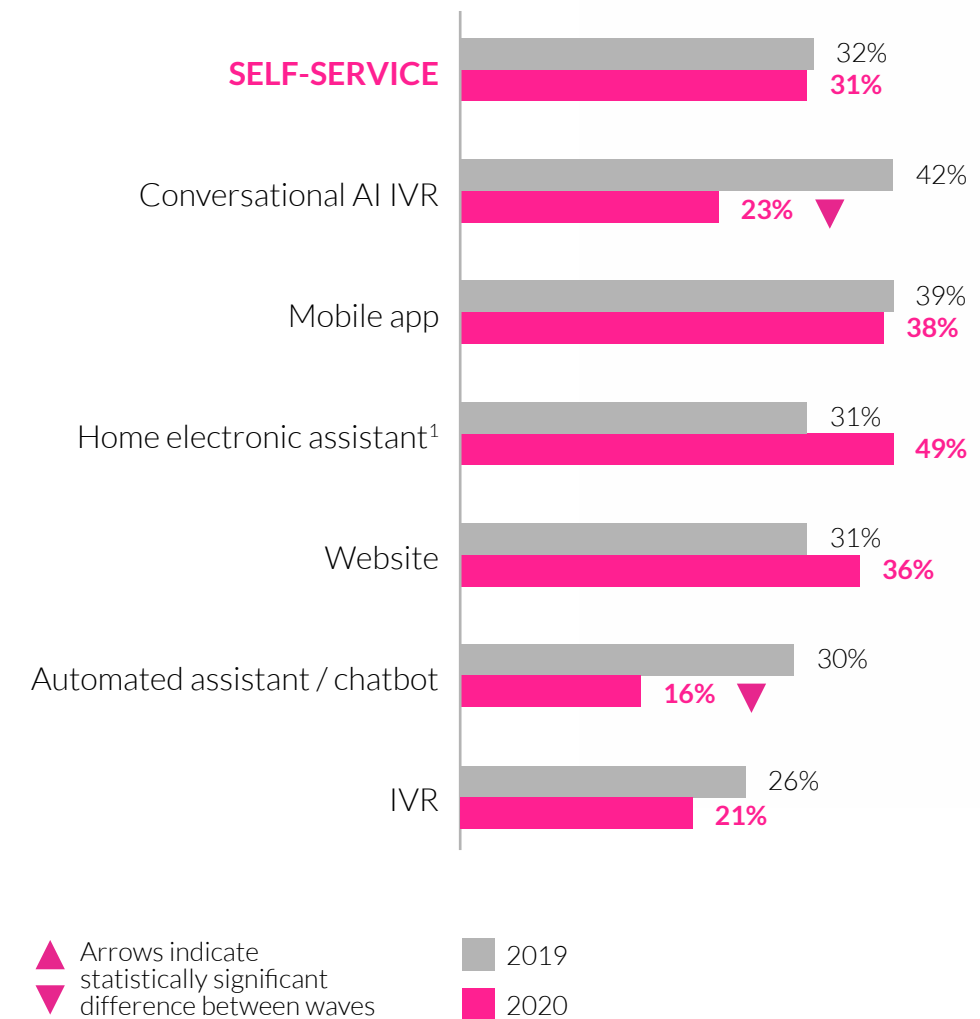 SELF-SERVICE
32%
31%
Conversational AI IVR
42%
23%
Mobile app
39%
38%
Home electronic assistant¹
31%
49%
Website
31%
36%
Automated assistant / chatbot
30%
16%
IVR
26%
21%
Arrows indicate
statistically significant
difference between waves
2019
2020